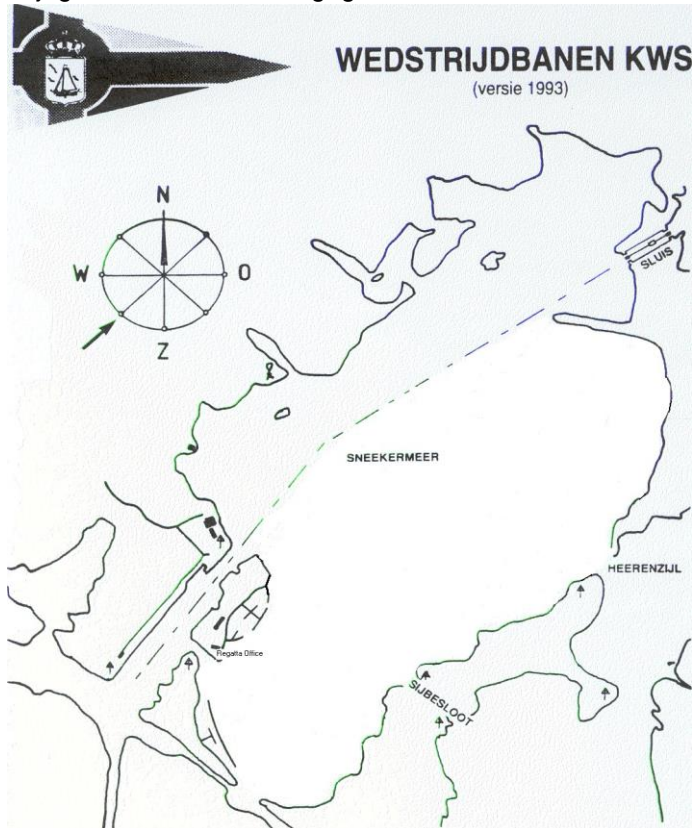 WEDSTRIJDBANEN KWS
(versie 1993)
N
W
O
Z
SLUIS
SNEEKERMEER
HEERENZIJL
Regatta Office
SIJBESLOOT